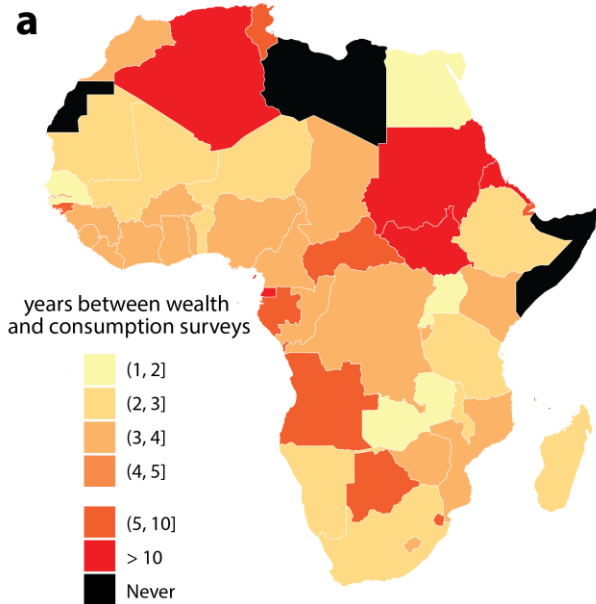 a
years between wealth
and consumption surveys
(1, 2]
(2, 3]
(3, 4]
(4, 5]
(5, 10]
> 10
Never